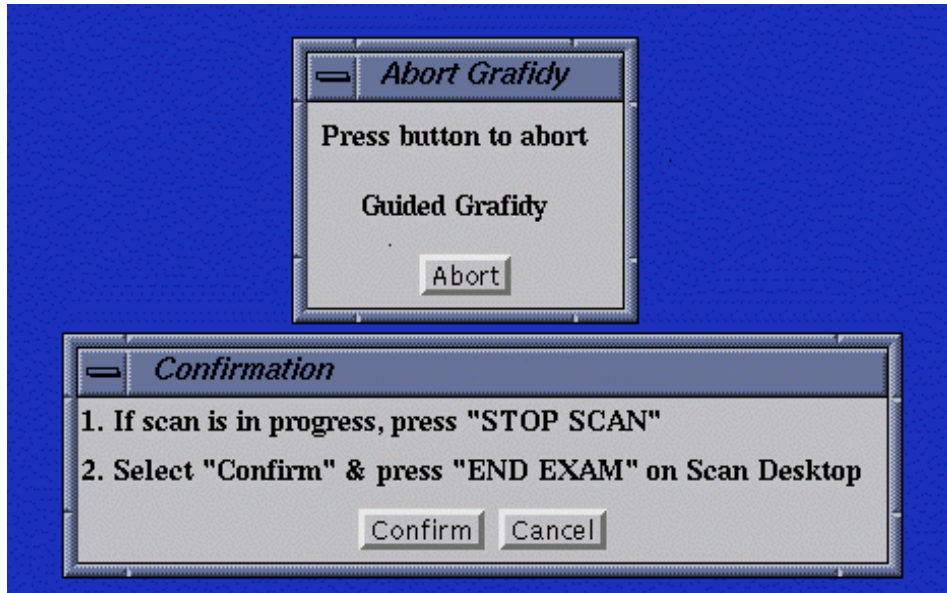 Abort Grafidy
Press button to abort
Guided Grafidy
Abort
Confirmation
1. If scan is in progress, press "STOP SCAN"
2. Select "Confirm" & press "END EXAM" on Scan Desktop
Confirm Cancel